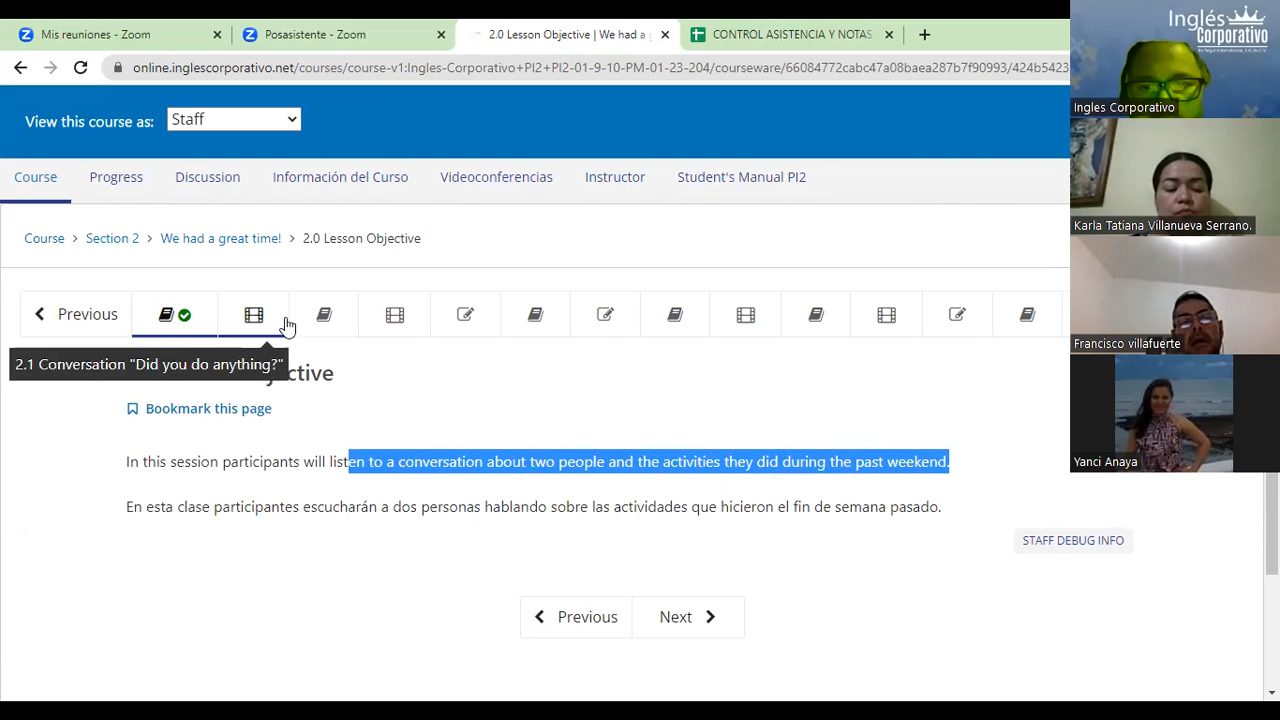 Mis reuniones - Zoom
Posasistente - Zoom
2.0 Lesson Objective | We had a g
CONTROL ASISTENCIA Y NOTAS
online.inglescorporativo.net/courses/course-v1:Ingles-Corporativo+PI2+PI2-01-9-10-PM-01-23-204/courseware/66084772cabc47a08baea287b7f90993/424b5423
View this course as:
Staff
Course
Progress
Discussion
Información del Curso
Videoconferencias
Instructor
Student's Manual PI2
Course > Section 2 > We had a great time! > 2.0 Lesson Objective
Previous
2.1 Conversation "Did you do anything?"
jective
Bookmark this page
In this session participants will listen to a conversation about two people and the activities they did during the past weekend.
En esta clase participantes escucharán a dos personas hablando sobre las actividades que hicieron el fin de semana pasado.
STAFF DEBUG INFO
Previous
Next
Inglés
Corporativo
Ingles Corporativo
Karla Tatiana Villanueva Serrano.
Francisco villafuerte
Yanci Anaya